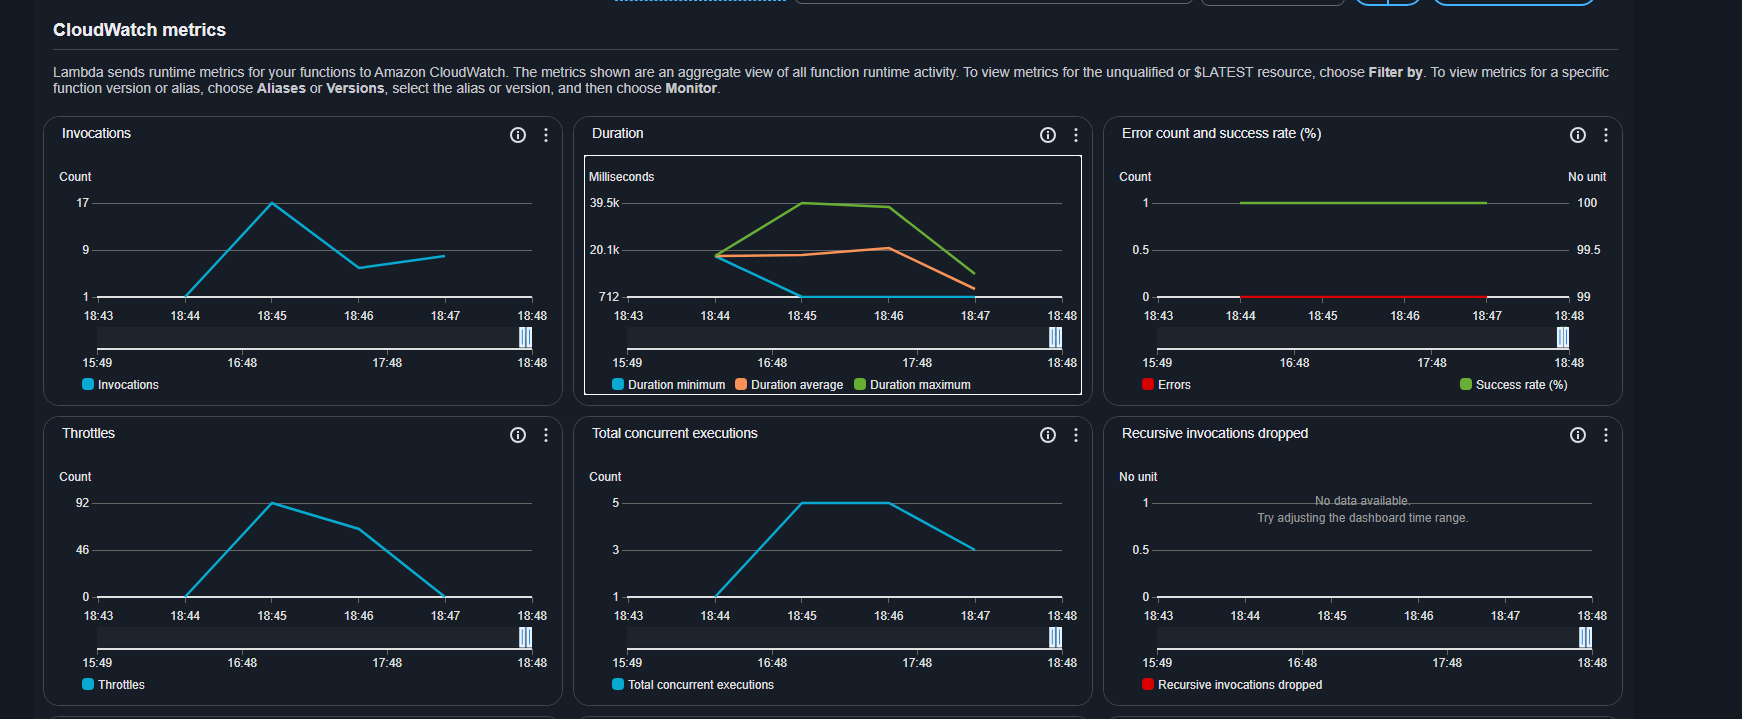 CloudWatch metrics
Lambda sends runtime metrics for your functions to Amazon CloudWatch. The metrics shown are an aggregate view of all function runtime activity. To view metrics for the unqualified or $LATEST resource, choose Filter by. To view metrics for a specific
function version or alias, choose Aliases or Versions, select the alias or version, and then choose Monitor.
Invocations
Count
17
9
1
18:43 18:44 18:45 18:46 18:47 18:48
15:49 16:48 17:48 18:48
Invocations
Duration
Milliseconds
39.5k
20.1k
712
18:43 18:44 18:45 18:46 18:47 18:48
15:49 16:48 17:48 18:48
Duration minimum Duration average Duration maximum
Error count and success rate (%)
Count No unit
1 100
0.5 99.5
0 99
18:43 18:44 18:45 18:46 18:47 18:48
15:49 16:48 17:48 18:48
Errors Success rate (%)
Throttles
Count
92
46
0
18:43 18:44 18:45 18:46 18:47 18:48
15:49 16:48 17:48 18:48
Throttles
Total concurrent executions
Count
5
3
1
18:43 18:44 18:45 18:46 18:47 18:48
15:49 16:48 17:48 18:48
Total concurrent executions
Recursive invocations dropped
No unit
1
No data available.
Try adjusting the dashboard time range.
0.5
0
18:43 18:44 18:45 18:46 18:47 18:48
15:49 16:48 17:48 18:48
Recursive invocations dropped